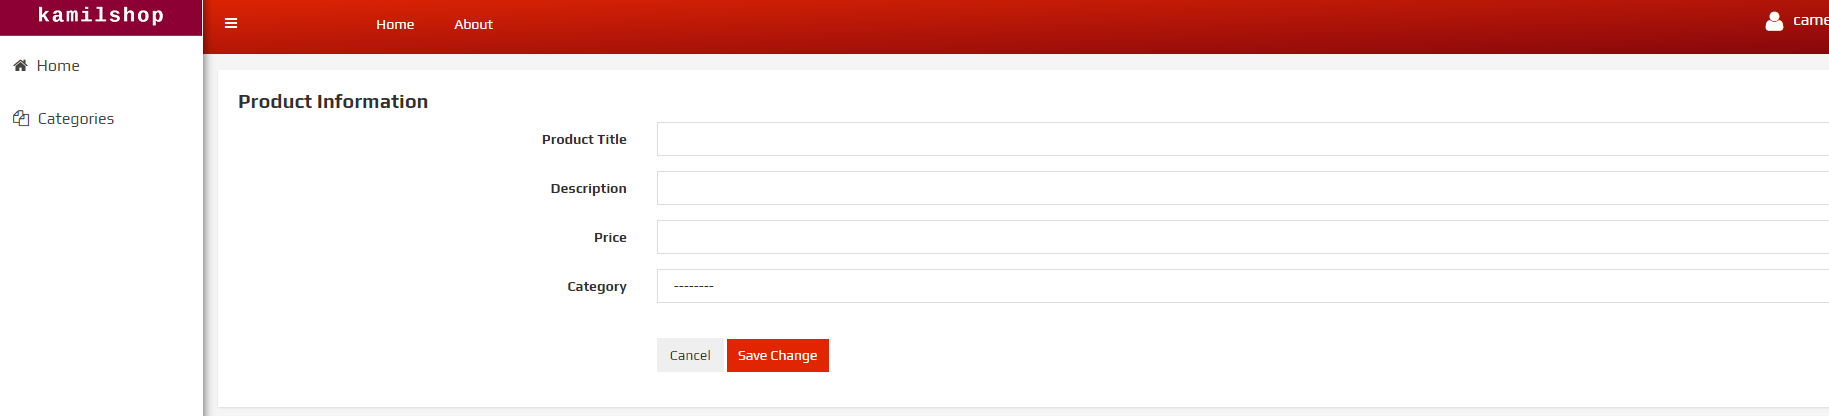 kamilshop
Home
About
came
Home
Categories
Product Information
Product Title
Description
Price
Category
--------
Cancel
Save Change